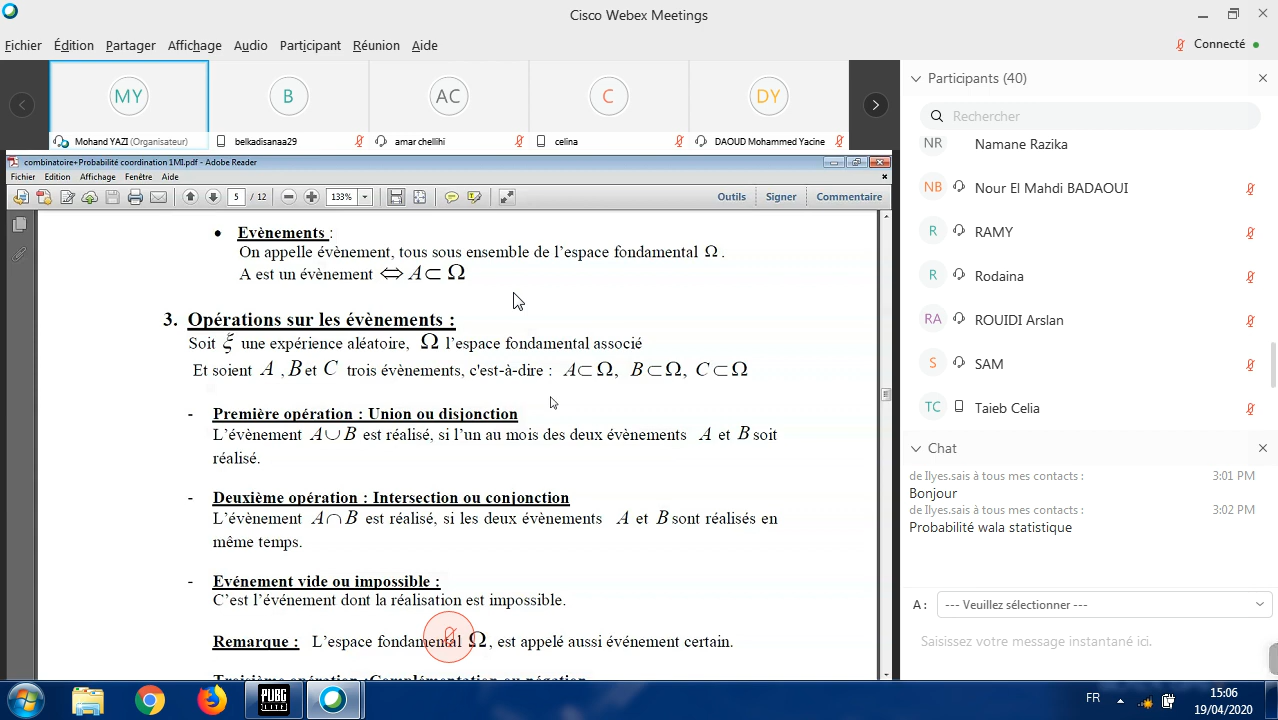 Cisco Webex Meetings
Fichier Édition Partager Affichage Audio Participant Réunion Aide
Connecté
MY B AC C DY
Mohand YAZI (Organisateur) belkadisanaa29 amar chellihi celina DAOUD Mohammed Yacine
combinatoire+Probabilité coordination 1MI.pdf - Adobe Reader
Fichier Edition Affichage Fenêtre Aide
5 / 12 133% Outils Signer Commentaire
• Evènements :
On appelle évènement, tous sous ensemble de l’espace fondamental Ω.
A est un évènement ⇔ A ⊂ Ω
3. Opérations sur les évènements :
Soit ξ une expérience aléatoire, Ω l’espace fondamental associé
Et soient A , B et C trois évènements, c'est-à-dire : A ⊂ Ω, B ⊂ Ω, C ⊂ Ω
- Première opération : Union ou disjonction
L’évènement A ∪ B est réalisé, si l’un au mois des deux évènements A et B soit
réalisé.
- Deuxième opération : Intersection ou conjonction
L’évènement A ∩ B est réalisé, si les deux évènements A et B sont réalisés en
même temps.
- Evénement vide ou impossible :
C’est l’événement dont la réalisation est impossible.
Remarque : L’espace fondamental Ω, est appelé aussi événement certain.
Troisième opération :Complémentation ou négation
Participants (40)
Rechercher
NR Namane Razika
NB Nour El Mahdi BADAOUI
R RAMY
R Rodaina
RA ROUIDI Arslan
S SAM
TC Taieb Celia
Chat
de Ilyes.sais à tous mes contacts : 3:01 PM
Bonjour
de Ilyes.sais à tous mes contacts : 3:02 PM
Probabilité wala statistique
A : --- Veuillez sélectionner ---
Saisissez votre message instantané ici.
PUBG LITE
FR
15:06
19/04/2020